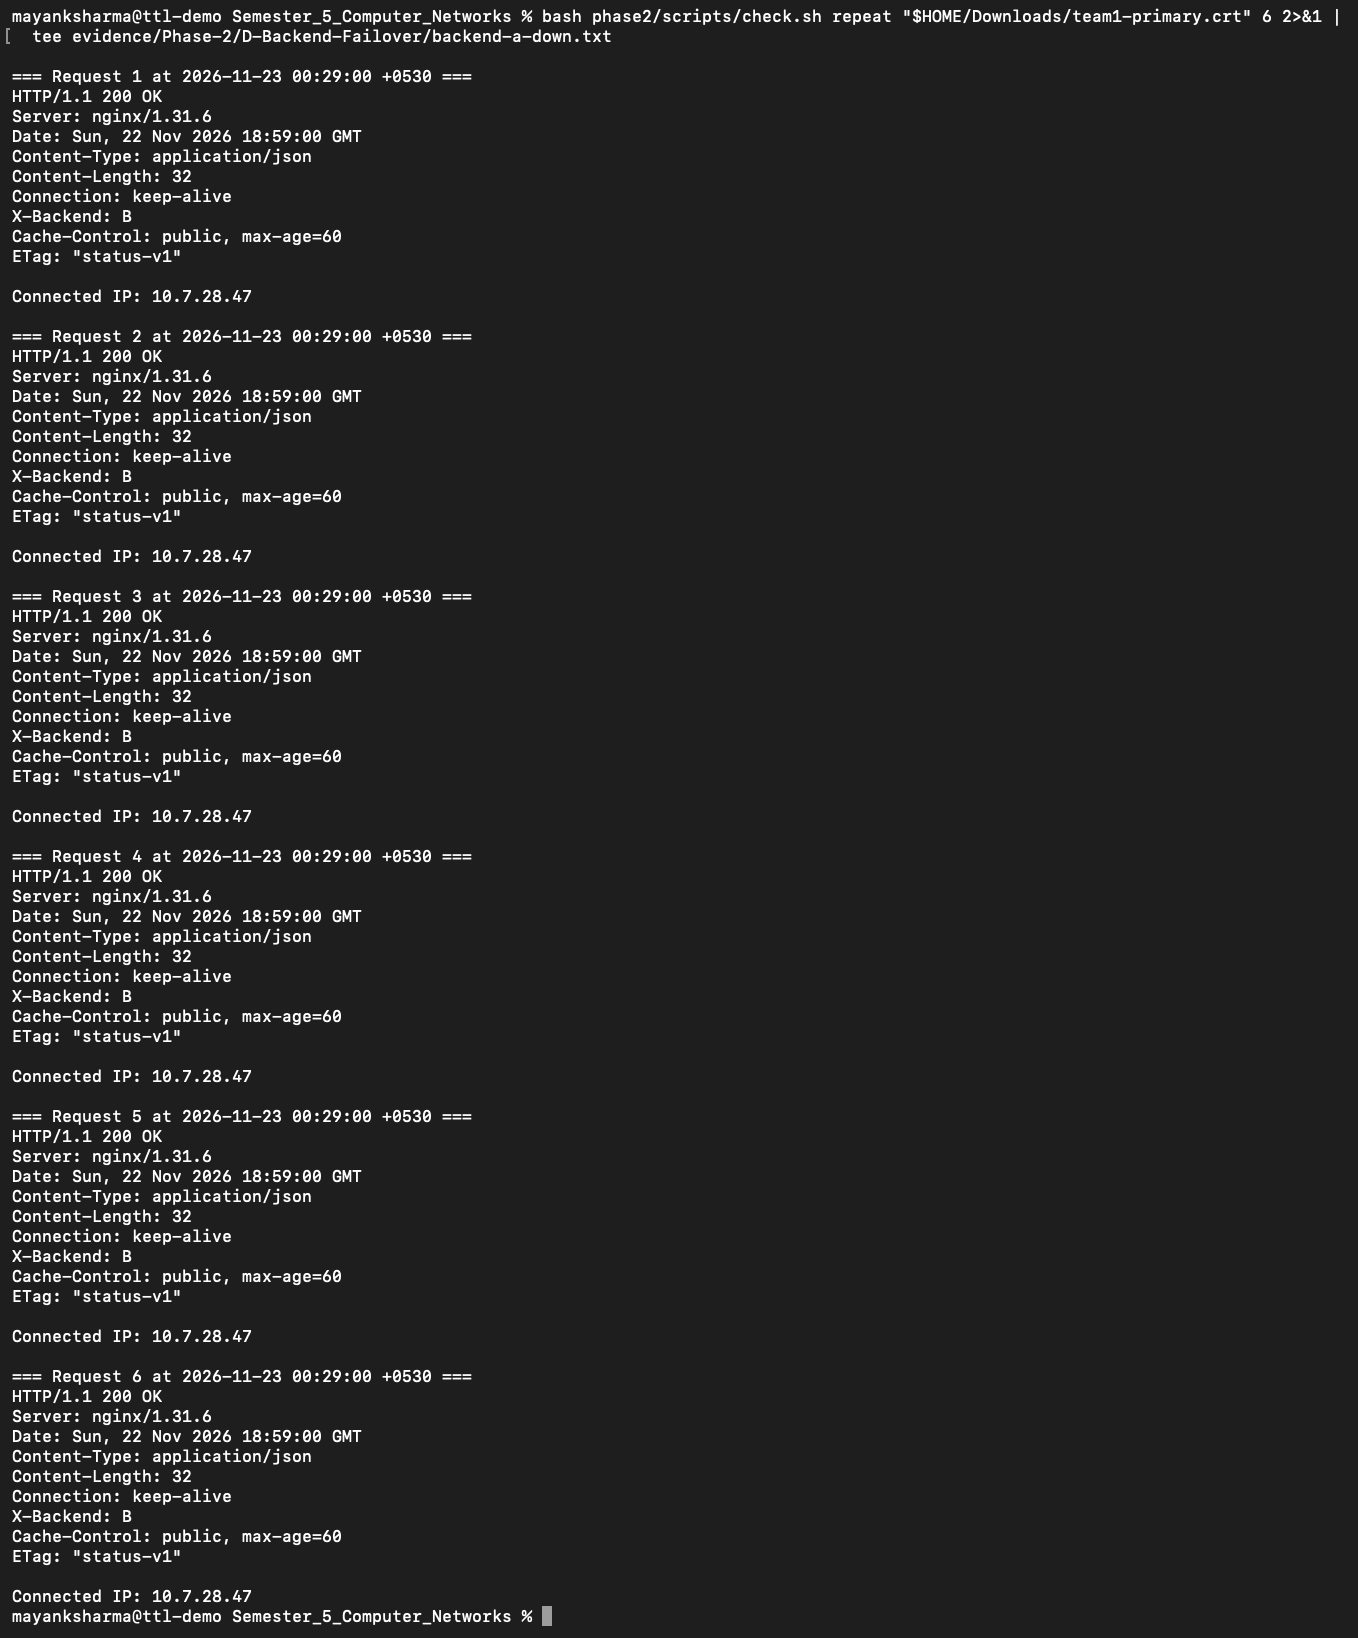 mayanksharma@ttl-demo Semester_5_Computer_Networks % bash phase2/scripts/check.sh repeat "$HOME/Downloads/team1-primary.crt" 6 2>&1 |
[  tee evidence/Phase-2/D-Backend-Failover/backend-a-down.txt

=== Request 1 at 2026-11-23 00:29:00 +0530 ===
HTTP/1.1 200 OK
Server: nginx/1.31.6
Date: Sun, 22 Nov 2026 18:59:00 GMT
Content-Type: application/json
Content-Length: 32
Connection: keep-alive
X-Backend: B
Cache-Control: public, max-age=60
ETag: "status-v1"

Connected IP: 10.7.28.47

=== Request 2 at 2026-11-23 00:29:00 +0530 ===
HTTP/1.1 200 OK
Server: nginx/1.31.6
Date: Sun, 22 Nov 2026 18:59:00 GMT
Content-Type: application/json
Content-Length: 32
Connection: keep-alive
X-Backend: B
Cache-Control: public, max-age=60
ETag: "status-v1"

Connected IP: 10.7.28.47

=== Request 3 at 2026-11-23 00:29:00 +0530 ===
HTTP/1.1 200 OK
Server: nginx/1.31.6
Date: Sun, 22 Nov 2026 18:59:00 GMT
Content-Type: application/json
Content-Length: 32
Connection: keep-alive
X-Backend: B
Cache-Control: public, max-age=60
ETag: "status-v1"

Connected IP: 10.7.28.47

=== Request 4 at 2026-11-23 00:29:00 +0530 ===
HTTP/1.1 200 OK
Server: nginx/1.31.6
Date: Sun, 22 Nov 2026 18:59:00 GMT
Content-Type: application/json
Content-Length: 32
Connection: keep-alive
X-Backend: B
Cache-Control: public, max-age=60
ETag: "status-v1"

Connected IP: 10.7.28.47

=== Request 5 at 2026-11-23 00:29:00 +0530 ===
HTTP/1.1 200 OK
Server: nginx/1.31.6
Date: Sun, 22 Nov 2026 18:59:00 GMT
Content-Type: application/json
Content-Length: 32
Connection: keep-alive
X-Backend: B
Cache-Control: public, max-age=60
ETag: "status-v1"

Connected IP: 10.7.28.47

=== Request 6 at 2026-11-23 00:29:00 +0530 ===
HTTP/1.1 200 OK
Server: nginx/1.31.6
Date: Sun, 22 Nov 2026 18:59:00 GMT
Content-Type: application/json
Content-Length: 32
Connection: keep-alive
X-Backend: B
Cache-Control: public, max-age=60
ETag: "status-v1"

Connected IP: 10.7.28.47
mayanksharma@ttl-demo Semester_5_Computer_Networks %